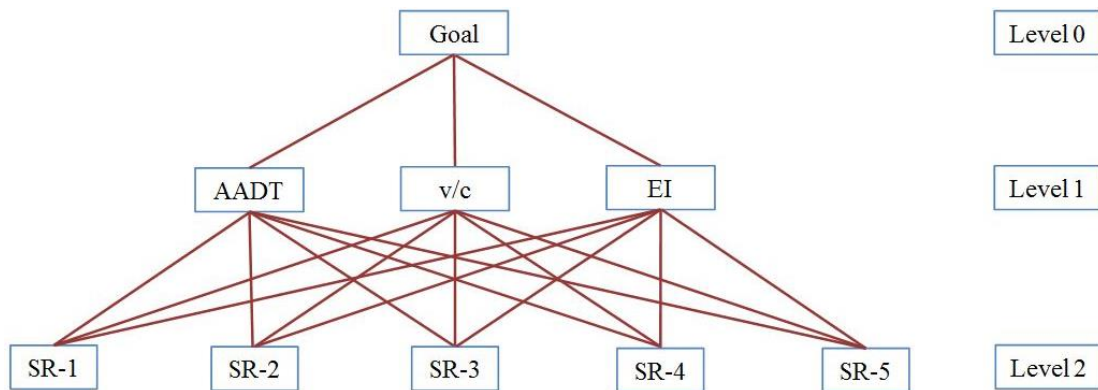 Goal
Level 0
AADT
v/c
EI
Level 1
SR-1
SR-2
SR-3
SR-4
SR-5
Level 2